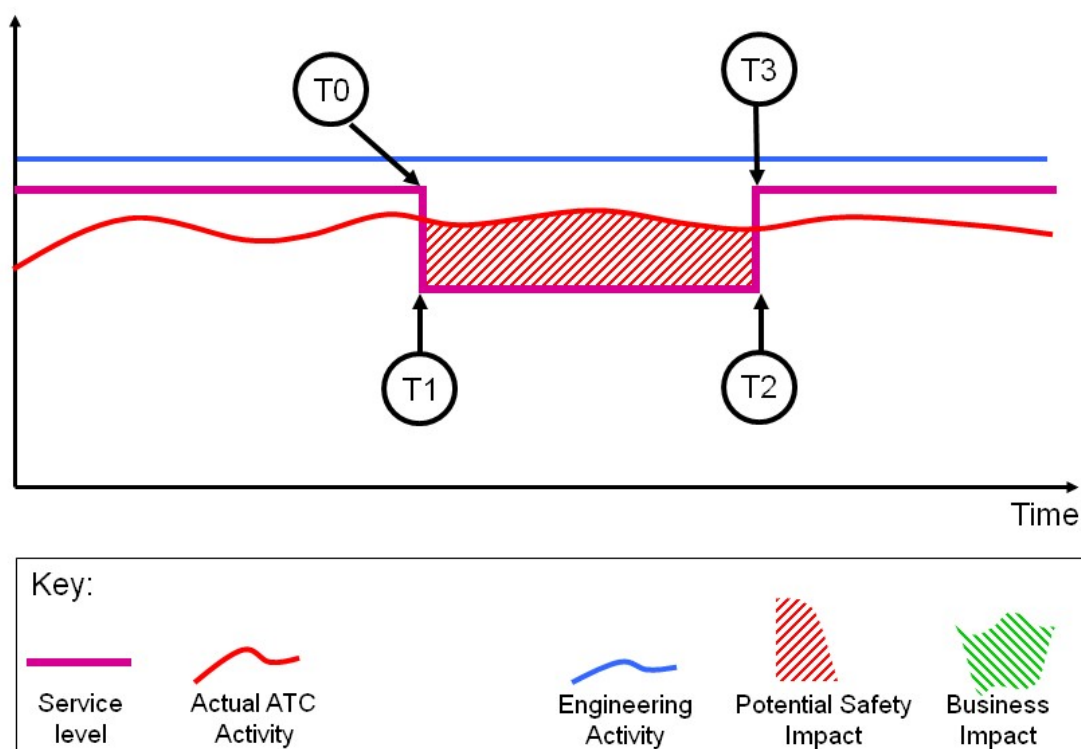 T0
T3
T1
T2
Time
Key:
Service
level
Actual ATC
Activity
Engineering
Activity
Potential Safety
Impact
Business
Impact